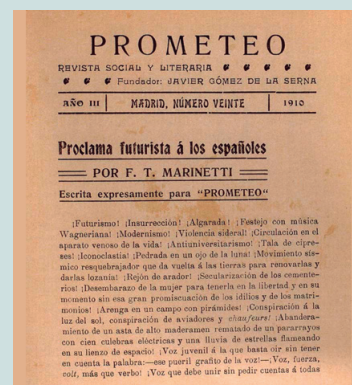 PROMETEO
REVISTA SOCIAL Y LITERARIA
Fundador: JAVIER GÓMEZ DE LA SERNA
AÑO III | MADRID, NÚMERO VEINTE | 1910
Proclama futurista á los españoles
POR F. T. MARINETTI
Escrita expresamente para "PROMETEO"
¡Futurismo! ¡Insurrección! ¡Algarada! ¡Festejo con música
Wagneriana! ¡Modernismo! ¡Violencia sideral! ¡Circulación en el
aparato venoso de la vida! ¡Antiuniversitarismo! ¡Tala de cipre-
ses! ¡Iconoclastia! ¡Pedrada en un ojo de la luna! ¡Movimiento sís-
mico resquebrajador que da vuelta á las tierras para renovarlas y
darlas lozanía! ¡Rejón de arador! ¡Secularización de los cemente-
rios! ¡Desembarazo de la mujer para tenerla en la libertad y en su
momento sin esa gran promiscuación de los idilios y de los matri-
monios! ¡Arenga en un campo con pirámides! ¡Conspiración á la
luz del sol, conspiración de aviadores y chauffeurs! ¡Abandera-
miento de un asta de alto maderamen rematado de un pararrayos
con cien culebras eléctricas y una lluvia de estrellas flameando
en su lienzo de espacio! ¡Voz juvenil á la que basta oir sin tener
en cuenta la palabra:—ese pueril grafito de la voz!—¡Voz, fuerza,
volt, más que verbo! ¡Voz que debe unir sin pedir cuentas á todas